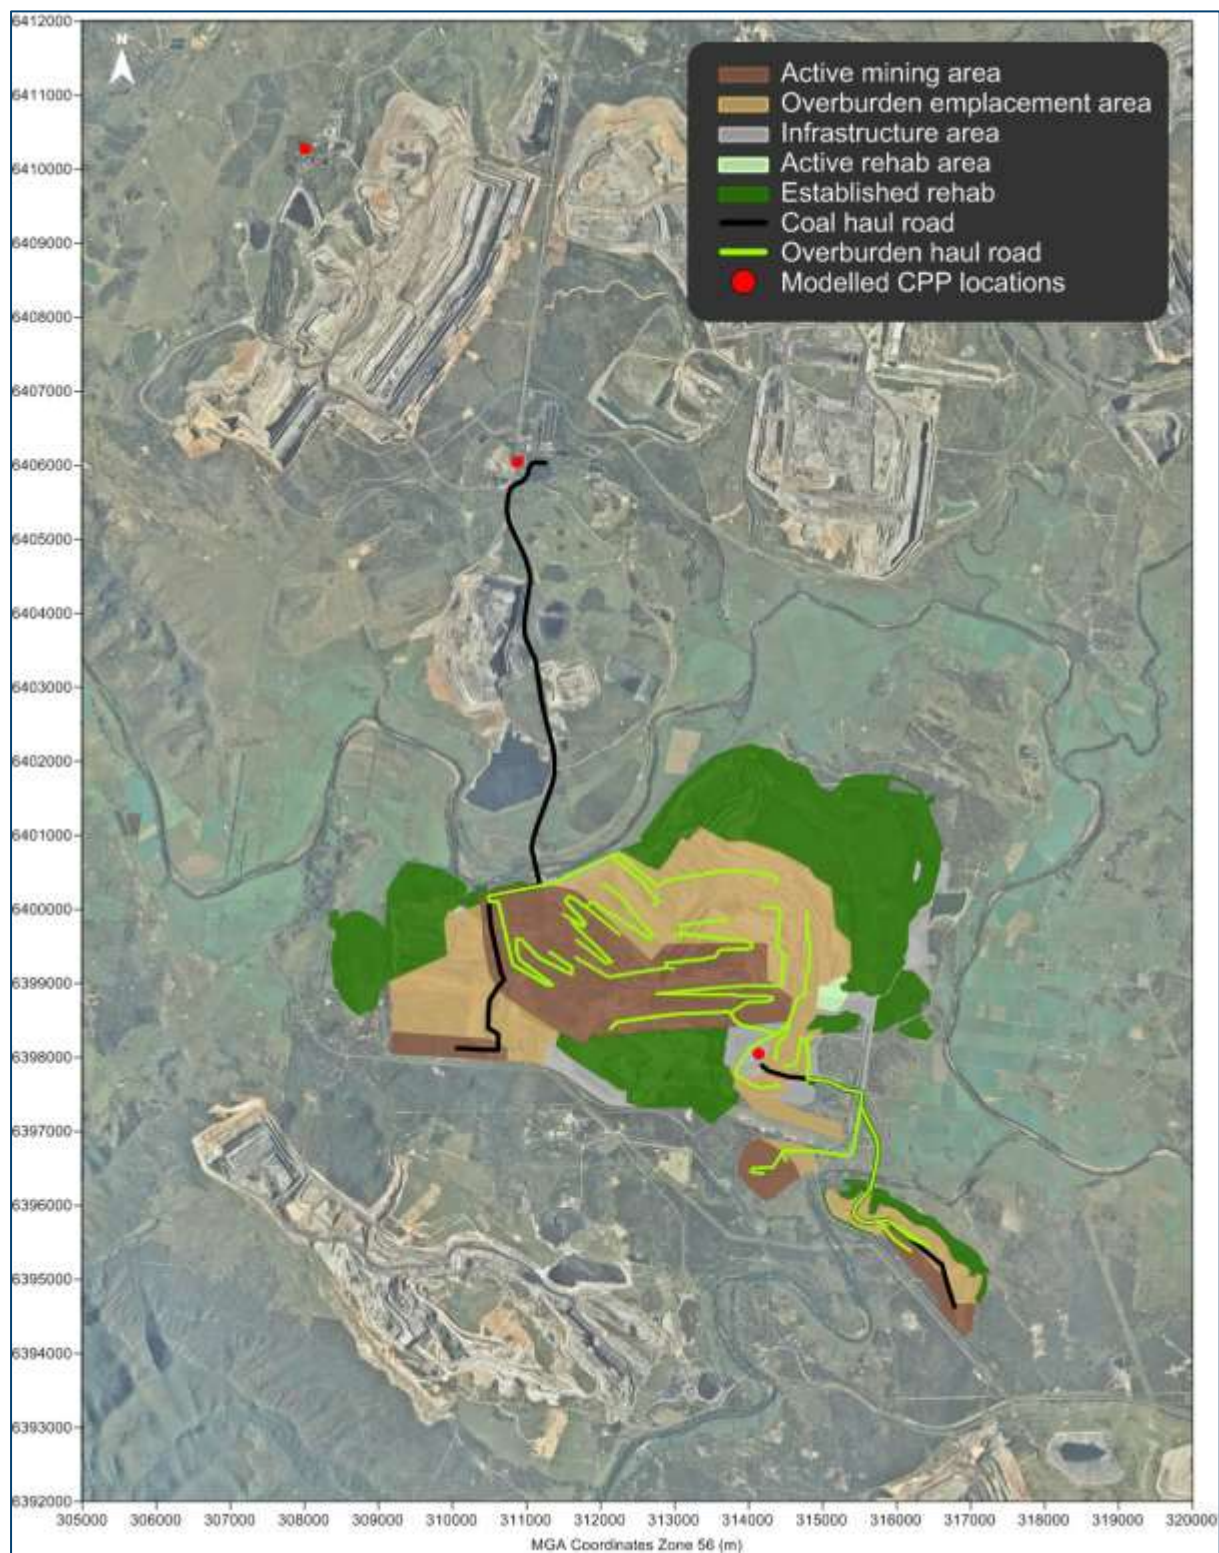 N
Active mining area
Overburden emplacement area
Infrastructure area
Active rehab area
Established rehab
Coal haul road
Overburden haul road
Modelled CPP locations
6412000
6411000
6410000
6409000
6408000
6407000
6406000
6405000
6404000
6403000
6402000
6401000
6400000
6399000
6398000
6397000
6396000
6395000
6394000
6393000
6392000
305000 306000 307000 308000 309000 310000 311000 312000 313000 314000 315000 316000 317000 318000 319000 320000
MGA Coordinates Zone 56 (m)